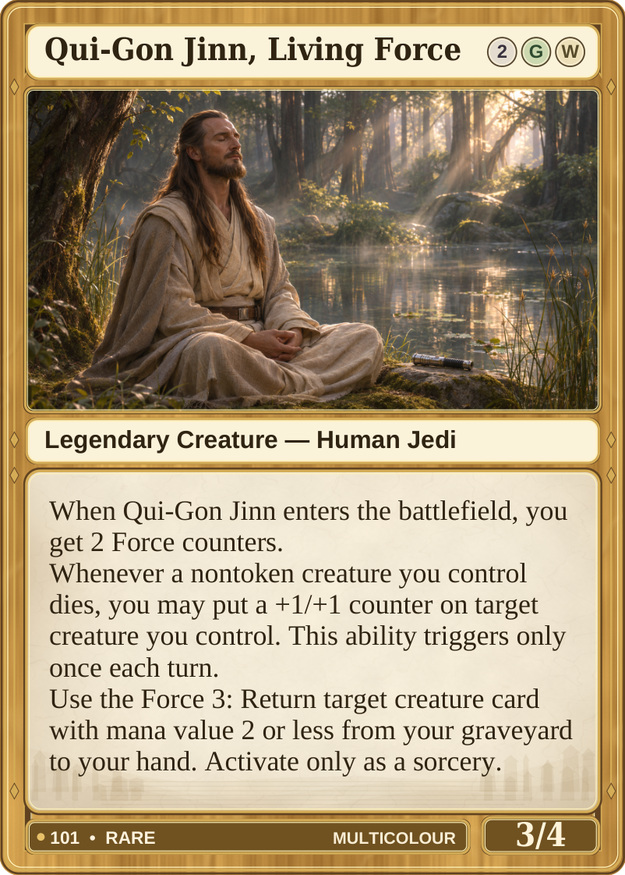 Qui-Gon Jinn, Living Force 2 G W
Legendary Creature — Human Jedi
When Qui-Gon Jinn enters the battlefield, you
get 2 Force counters.
Whenever a nontoken creature you control
dies, you may put a +1/+1 counter on target
creature you control. This ability triggers only
once each turn.
Use the Force 3: Return target creature card
with mana value 2 or less from your graveyard
to your hand. Activate only as a sorcery.
101 • RARE MULTICOLOUR 3/4